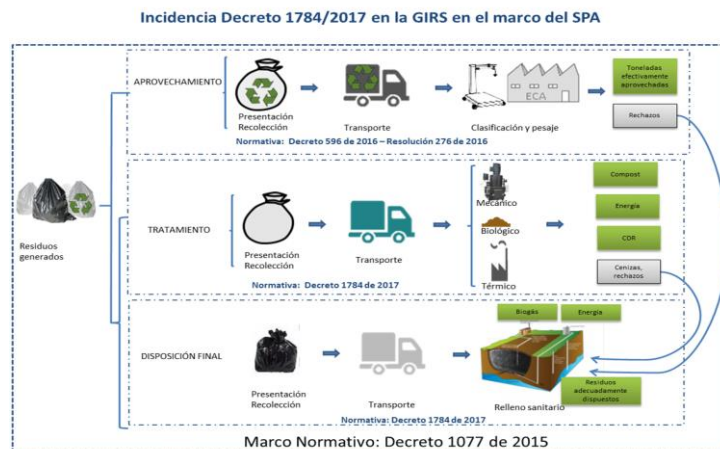 Incidencia Decreto 1784/2017 en la GIRS en el marco del SPA
APROVECHAMIENTO
Presentación
Recolección
Transporte
ECA
Clasificación y pesaje
Toneladas
efectivamente
aprovechadas
Rechazos
Normativa: Decreto 596 de 2016 – Resolución 276 de 2016
Residuos
generados
TRATAMIENTO
Presentación
Recolección
Transporte
Mecánico
Biológico
Térmico
Compost
Energía
CDR
Cenizas,
rechazos
Normativa: Decreto 1784 de 2017
DISPOSICIÓN FINAL
Presentación
Recolección
Transporte
Biogás
Energía
Relleno sanitario
Residuos
adecuadamente
dispuestos
Normativa: Decreto 1784 de 2017
Marco Normativo: Decreto 1077 de 2015